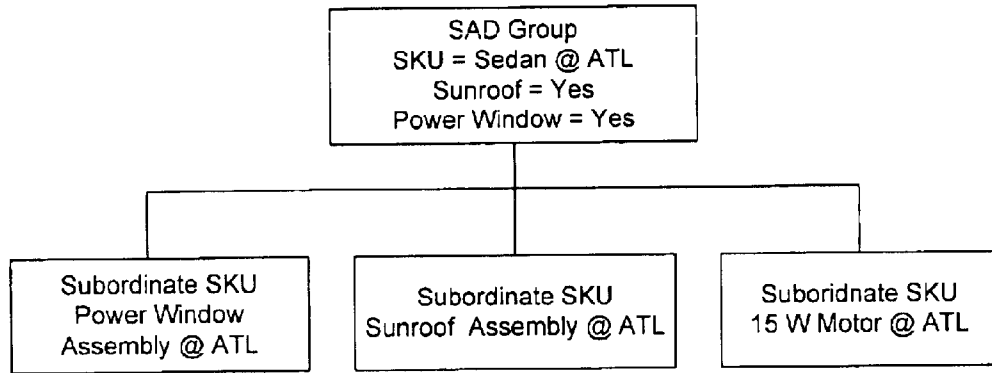 SAD Group
SKU = Sedan @ ATL
Sunroof = Yes
Power Window = Yes
Subordinate SKU
Power Window
Assembly @ ATL
Subordinate SKU
Sunroof Assembly @ ATL
Suboridnate SKU
15 W Motor @ ATL